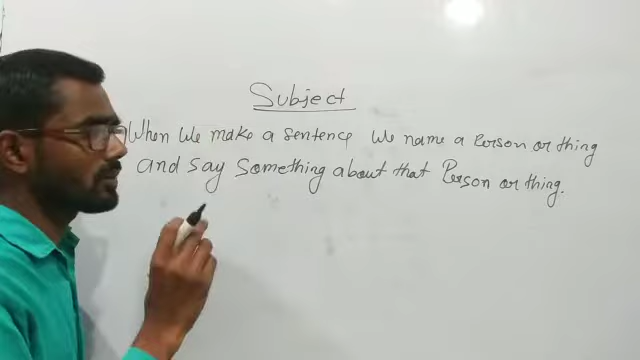 Subject
When We make a sentence We name a Person or thing
and say Something about that Person or thing.